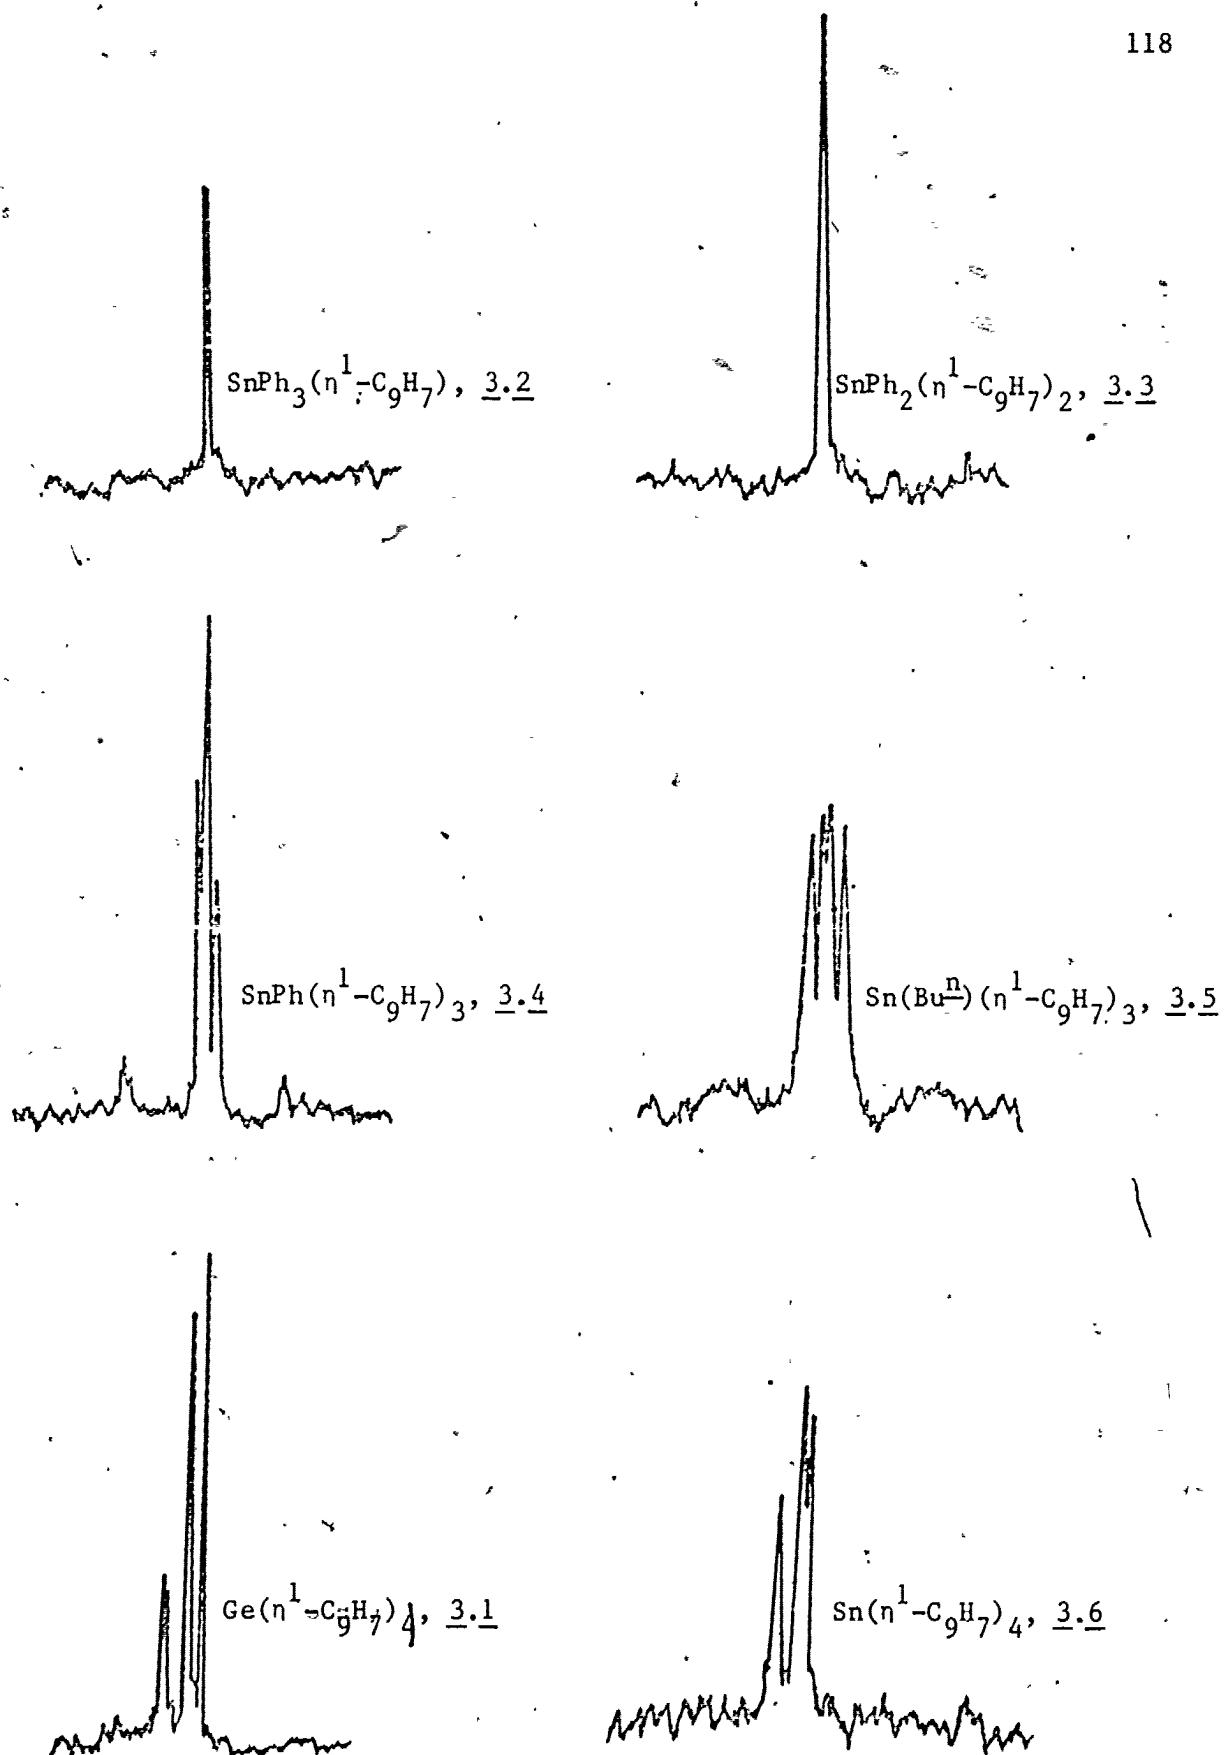 118
SnPh₃(η¹-C₉H₇), 3.2
SnPh₂(η¹-C₉H₇)₂, 3.3
SnPh(η¹-C₉H₇)₃, 3.4
Sn(Buⁿ)(η¹-C₉H₇)₃, 3.5
Ge(η¹-C₉H₇)₄, 3.1
Sn(η¹-C₉H₇)₄, 3.6